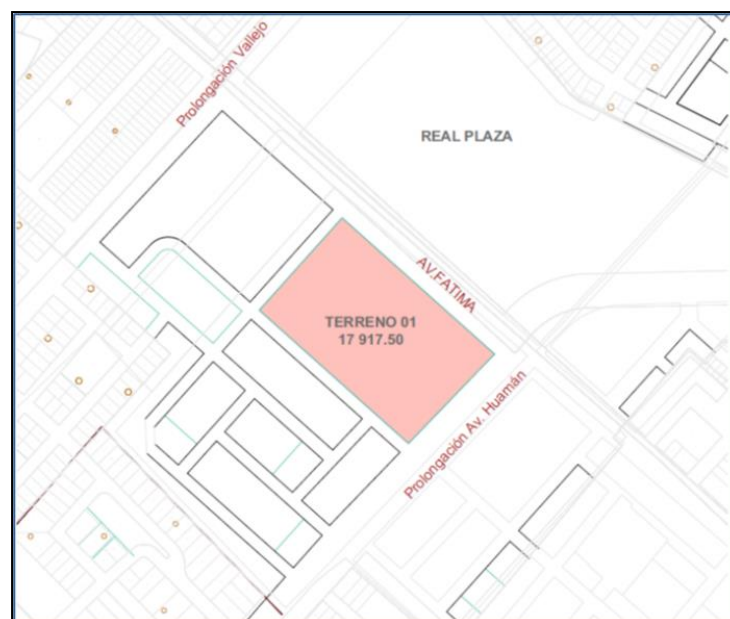 Prolongación Vallejo
REAL PLAZA
AV.FATIMA
TERRENO 01
17 917.50
Prolongación Av. Huamán